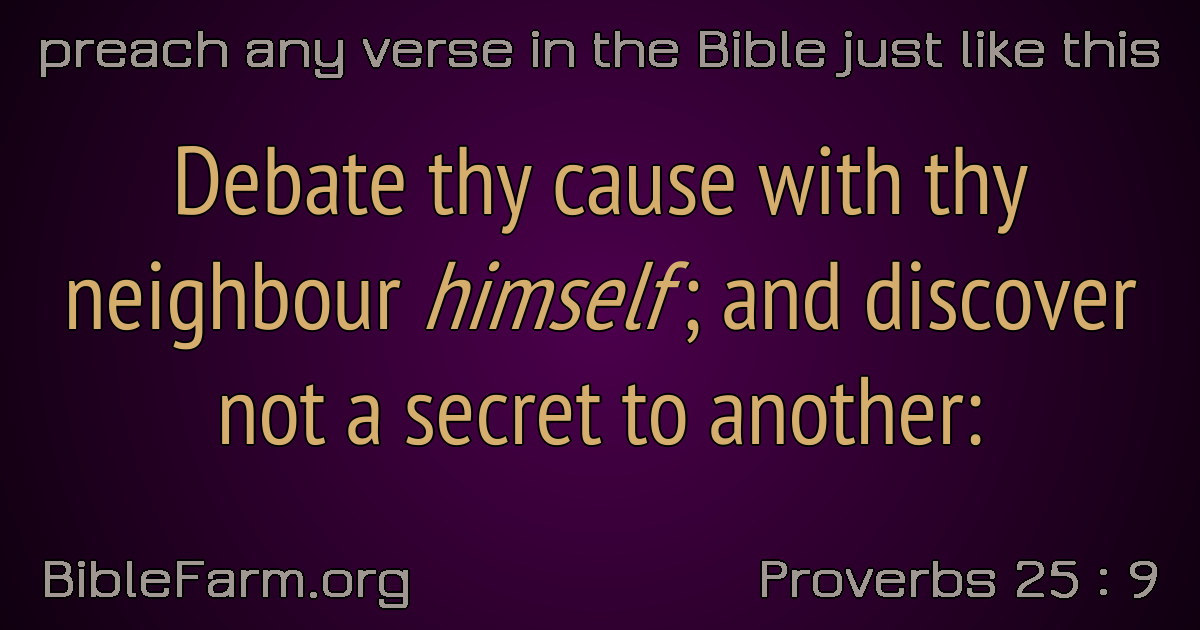 preach any verse in the Bible just like this
Debate thy cause with thy
neighbour himself; and discover
not a secret to another:
BibleFarm.org
Proverbs 25 : 9